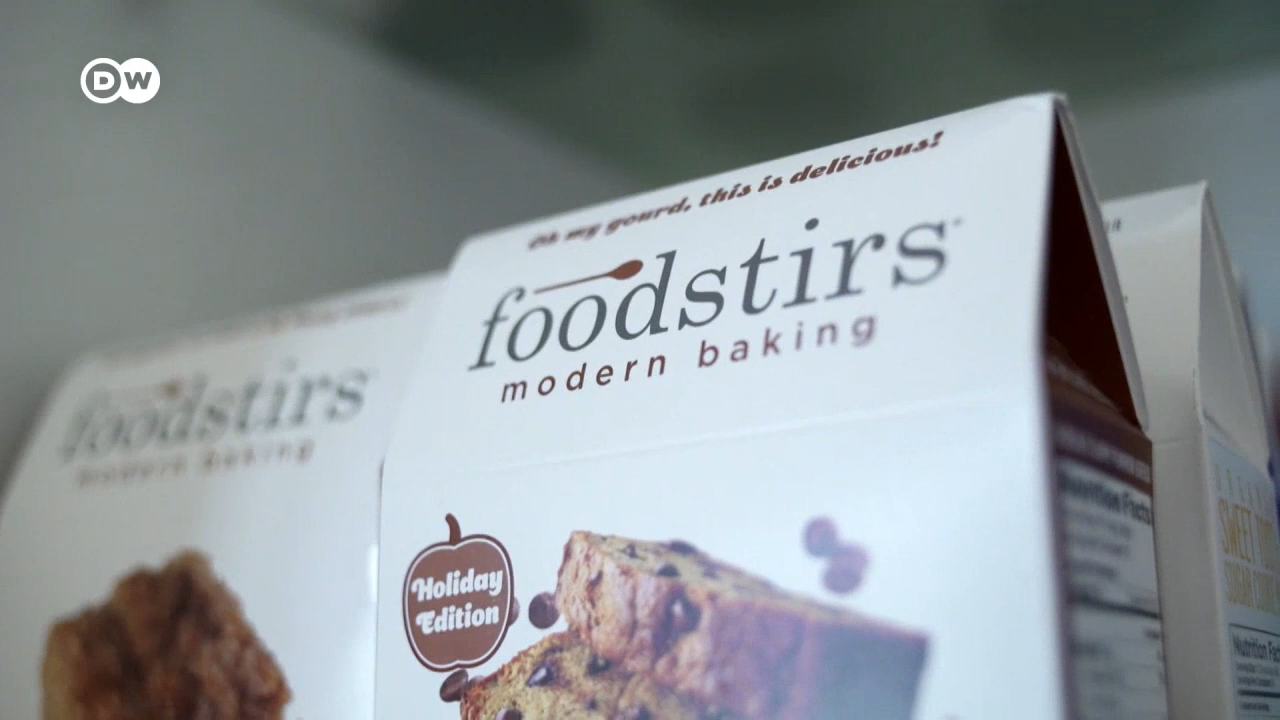 DW
Oh my gourd, this is delicious!
foodstirs
modern baking
Holiday
Edition
foodstirs
modern baking
Nutrition Facts
SWEET
Nutrition Fac